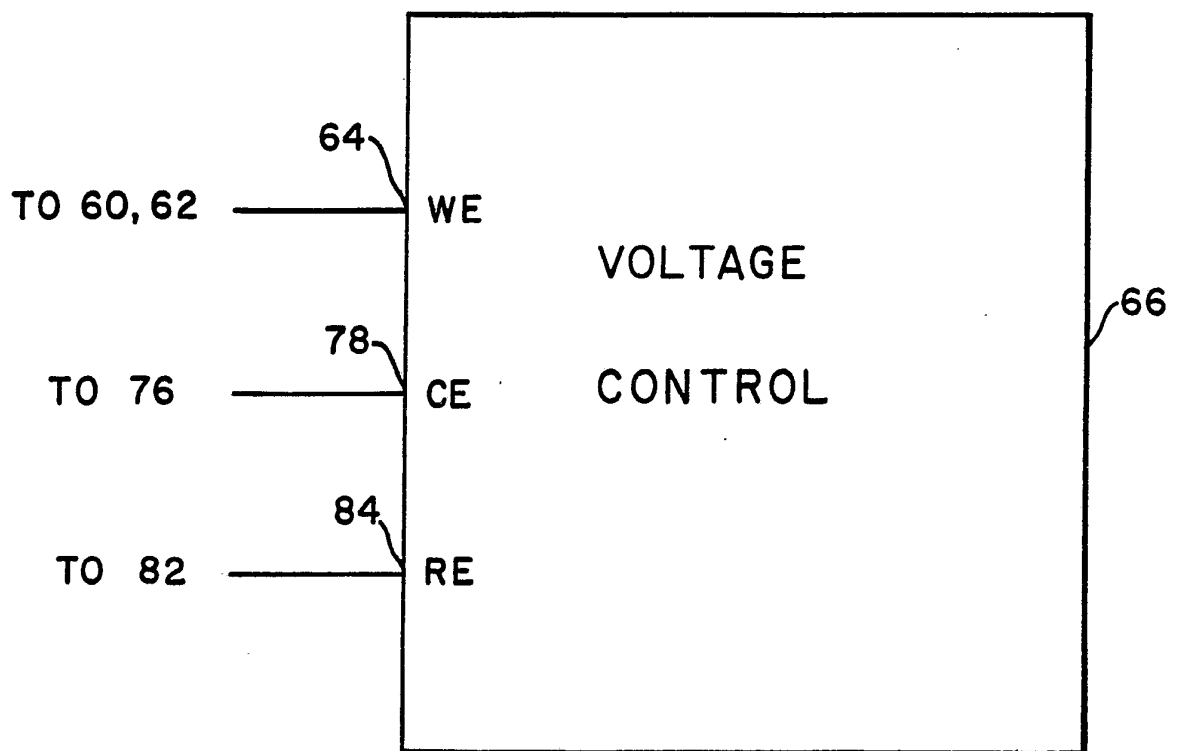 64
TO 60, 62
WE
VOLTAGE
66
78
TO 76
CE
CONTROL
84
TO 82
RE